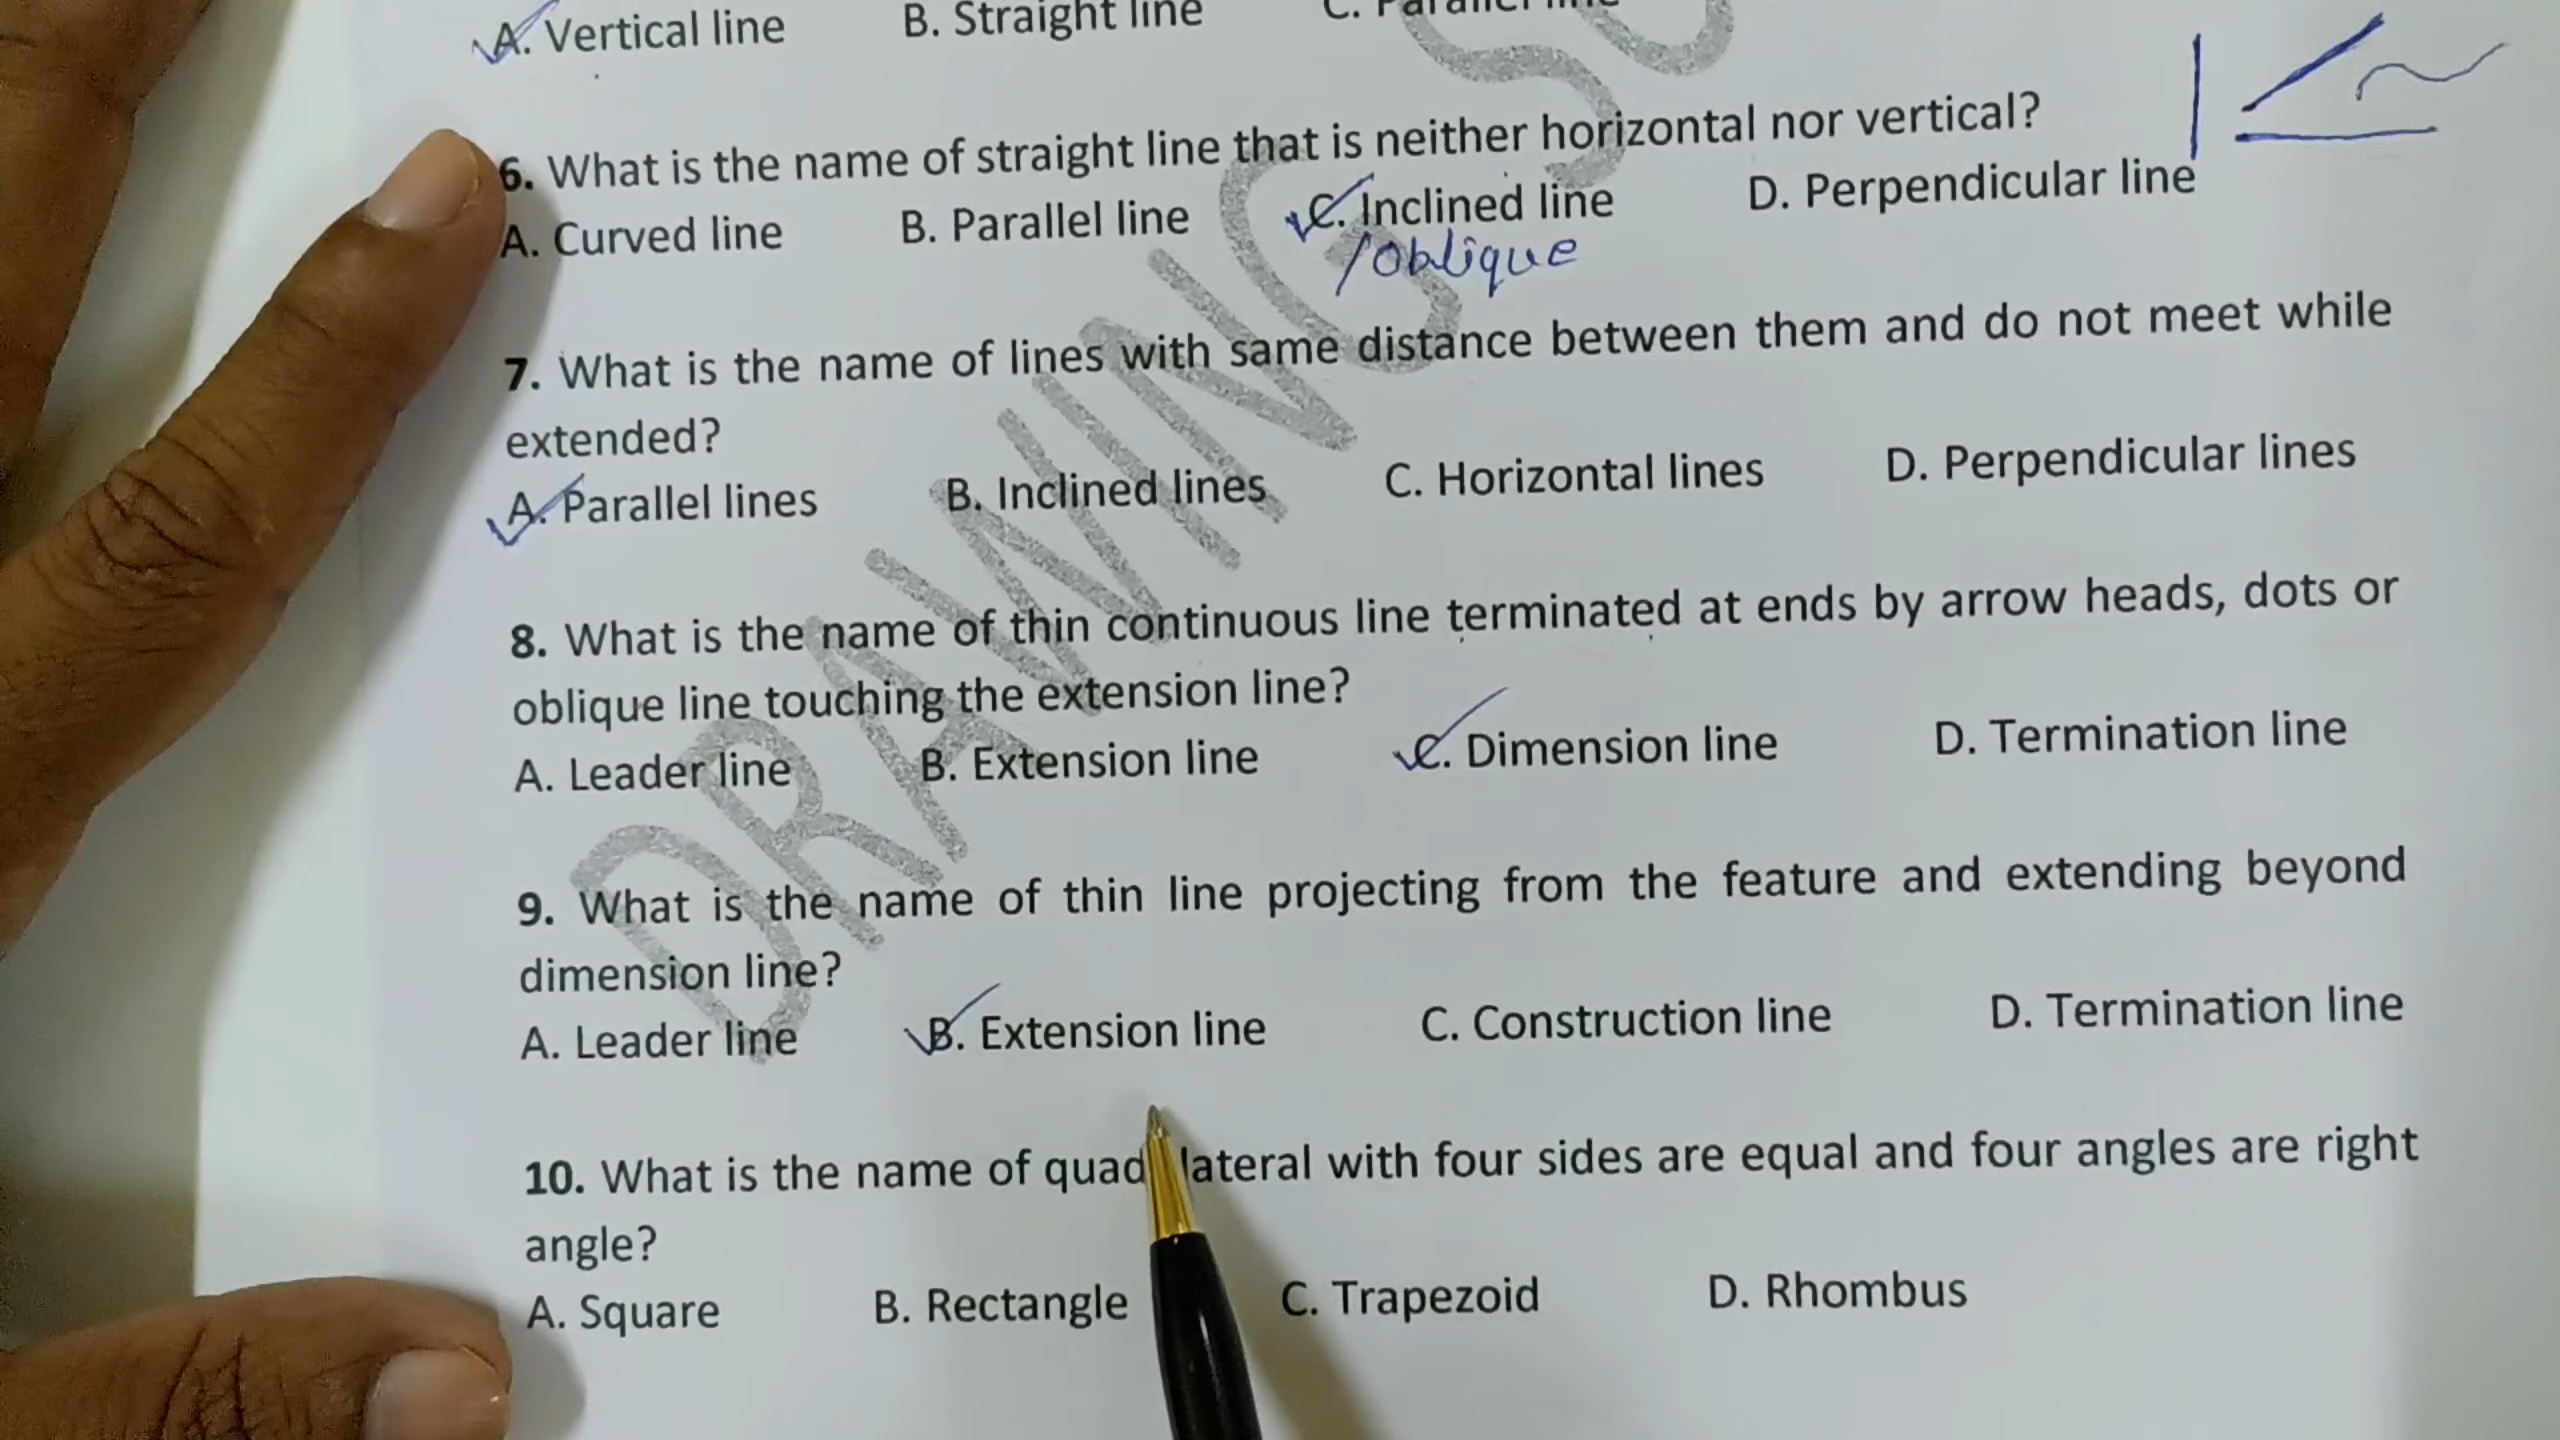 A. Vertical line B. Straight line C. Parallel line
6. What is the name of straight line that is neither horizontal nor vertical?
A. Curved line B. Parallel line C. Inclined line D. Perpendicular line
/oblique
7. What is the name of lines with same distance between them and do not meet while
extended?
A. Parallel lines B. Inclined lines C. Horizontal lines D. Perpendicular lines
8. What is the name of thin continuous line terminated at ends by arrow heads, dots or
oblique line touching the extension line?
A. Leader line B. Extension line C. Dimension line D. Termination line
9. What is the name of thin line projecting from the feature and extending beyond
dimension line?
A. Leader line B. Extension line C. Construction line D. Termination line
10. What is the name of quad lateral with four sides are equal and four angles are right
angle?
A. Square B. Rectangle C. Trapezoid D. Rhombus
DRAWING